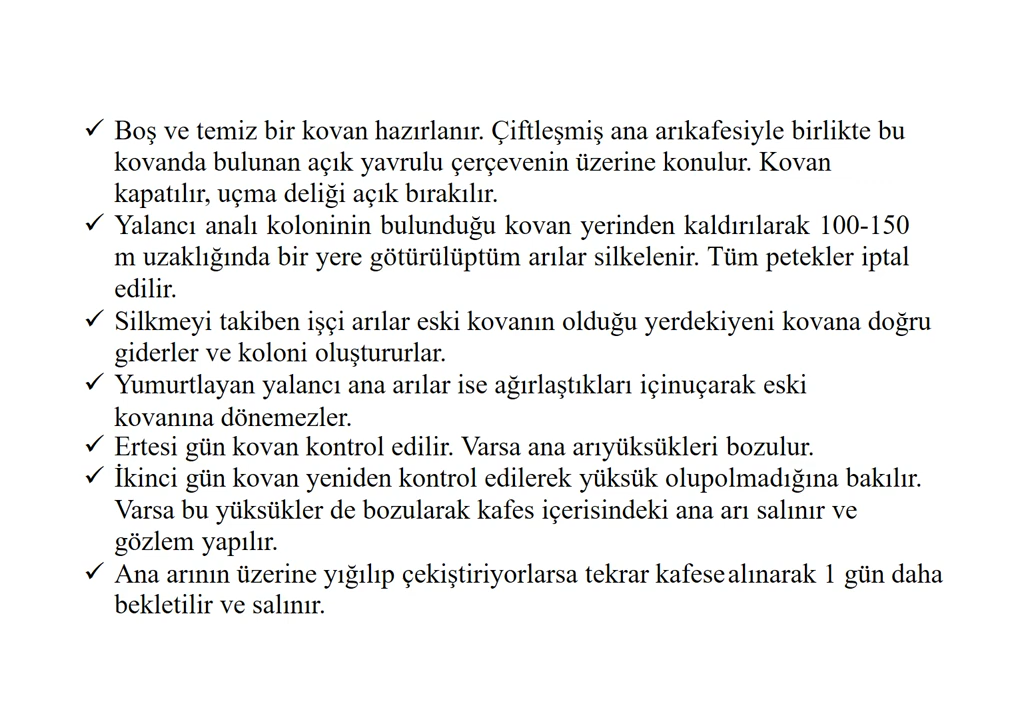 ✓ Boş ve temiz bir kovan hazırlanır. Çiftleşmiş ana arıkafesiyle birlikte bu
kovanda bulunan açık yavrulu çerçevenin üzerine konulur. Kovan
kapatılır, uçma deliği açık bırakılır.
✓ Yalancı analı koloninin bulunduğu kovan yerinden kaldırılarak 100-150
m uzaklığında bir yere götürülüptüm arılar silkelenir. Tüm petekler iptal
edilir.
✓ Silkmeyi takiben işçi arılar eski kovanın olduğu yerdekiyeni kovana doğru
giderler ve koloni oluştururlar.
✓ Yumurtlayan yalancı ana arılar ise ağırlaştıkları içinuçarak eski
kovanına dönemezler.
✓ Ertesi gün kovan kontrol edilir. Varsa ana arıyüksükleri bozulur.
✓ İkinci gün kovan yeniden kontrol edilerek yüksük olupolmadığına bakılır.
Varsa bu yüksükler de bozularak kafes içerisindeki ana arı salınır ve
gözlem yapılır.
✓ Ana arının üzerine yığılıp çekiştiriyorlarsa tekrar kafesealınarak 1 gün daha
bekletilir ve salınır.